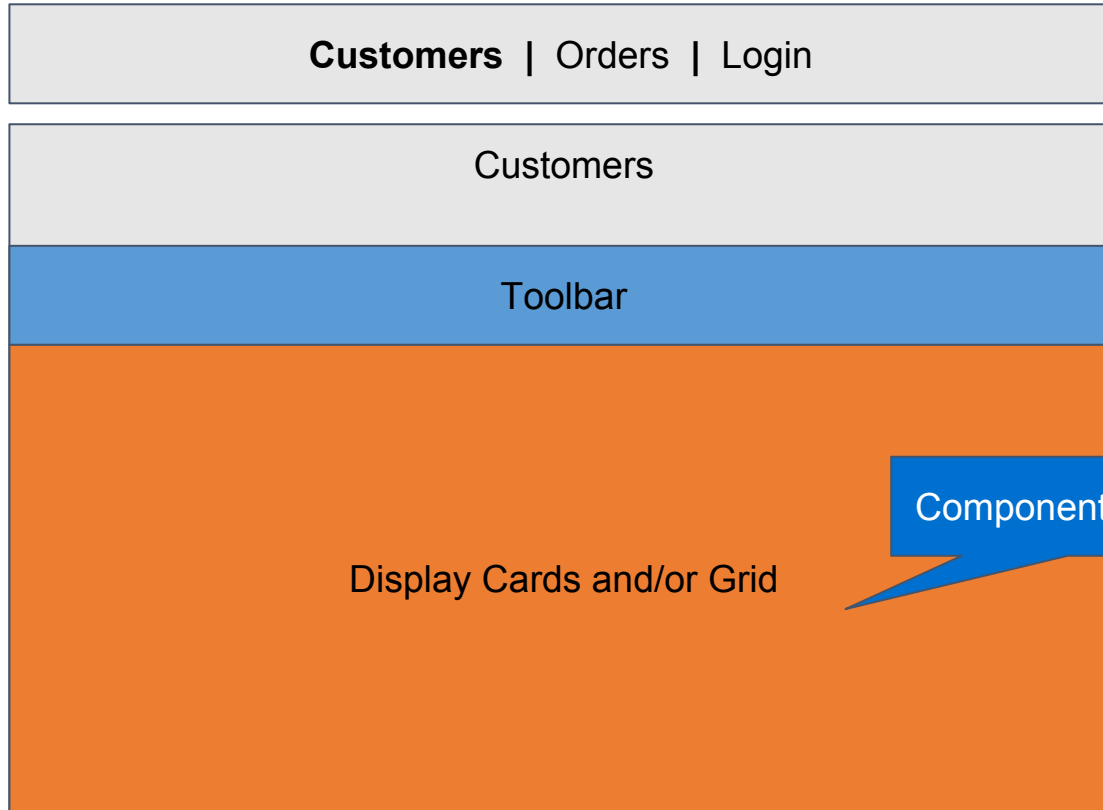 Customers | Orders | Login
Customers
Toolbar
Component
Display Cards and/or Grid